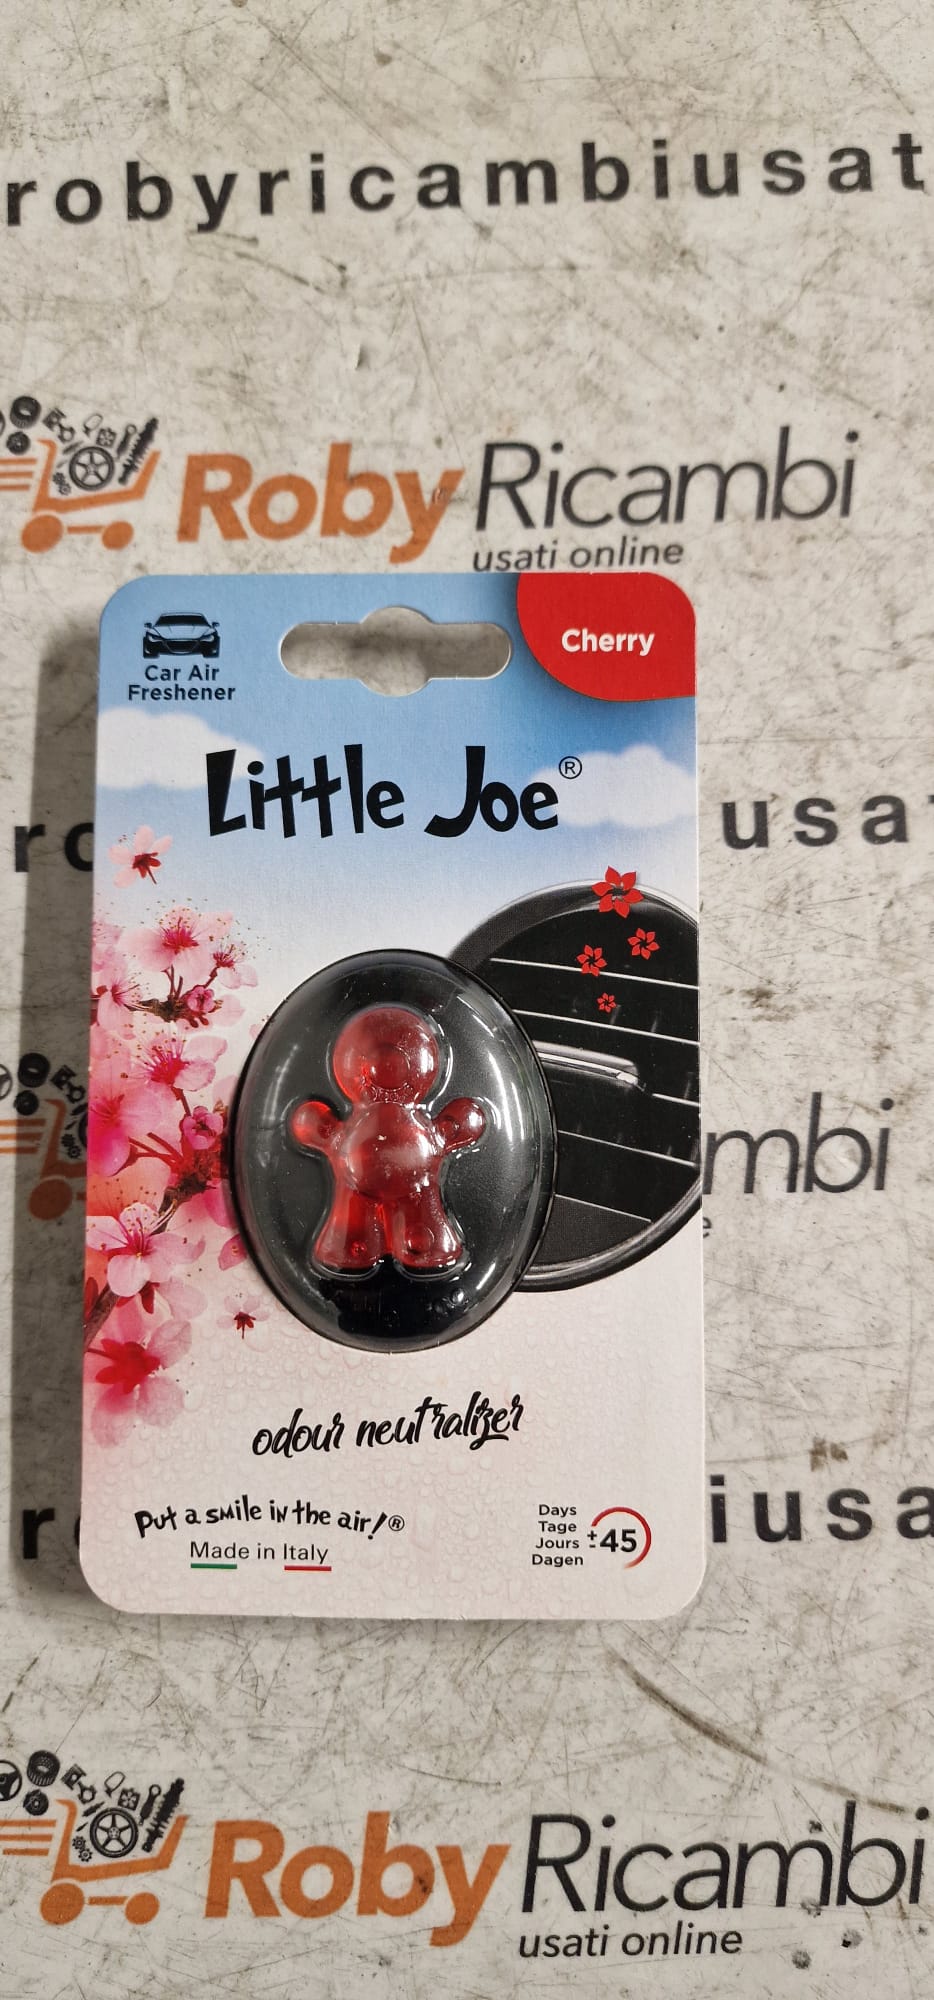 robyricambiusat
Roby Ricambi
usati online
Car Air
Freshener
Cherry
Little Joe®
usa
mbi
odour neutralizer
Put a smile in the air!®
Made in Italy
Days
Tage
Jours
Dagen
±45
iusa
Roby Ricambi
usati online